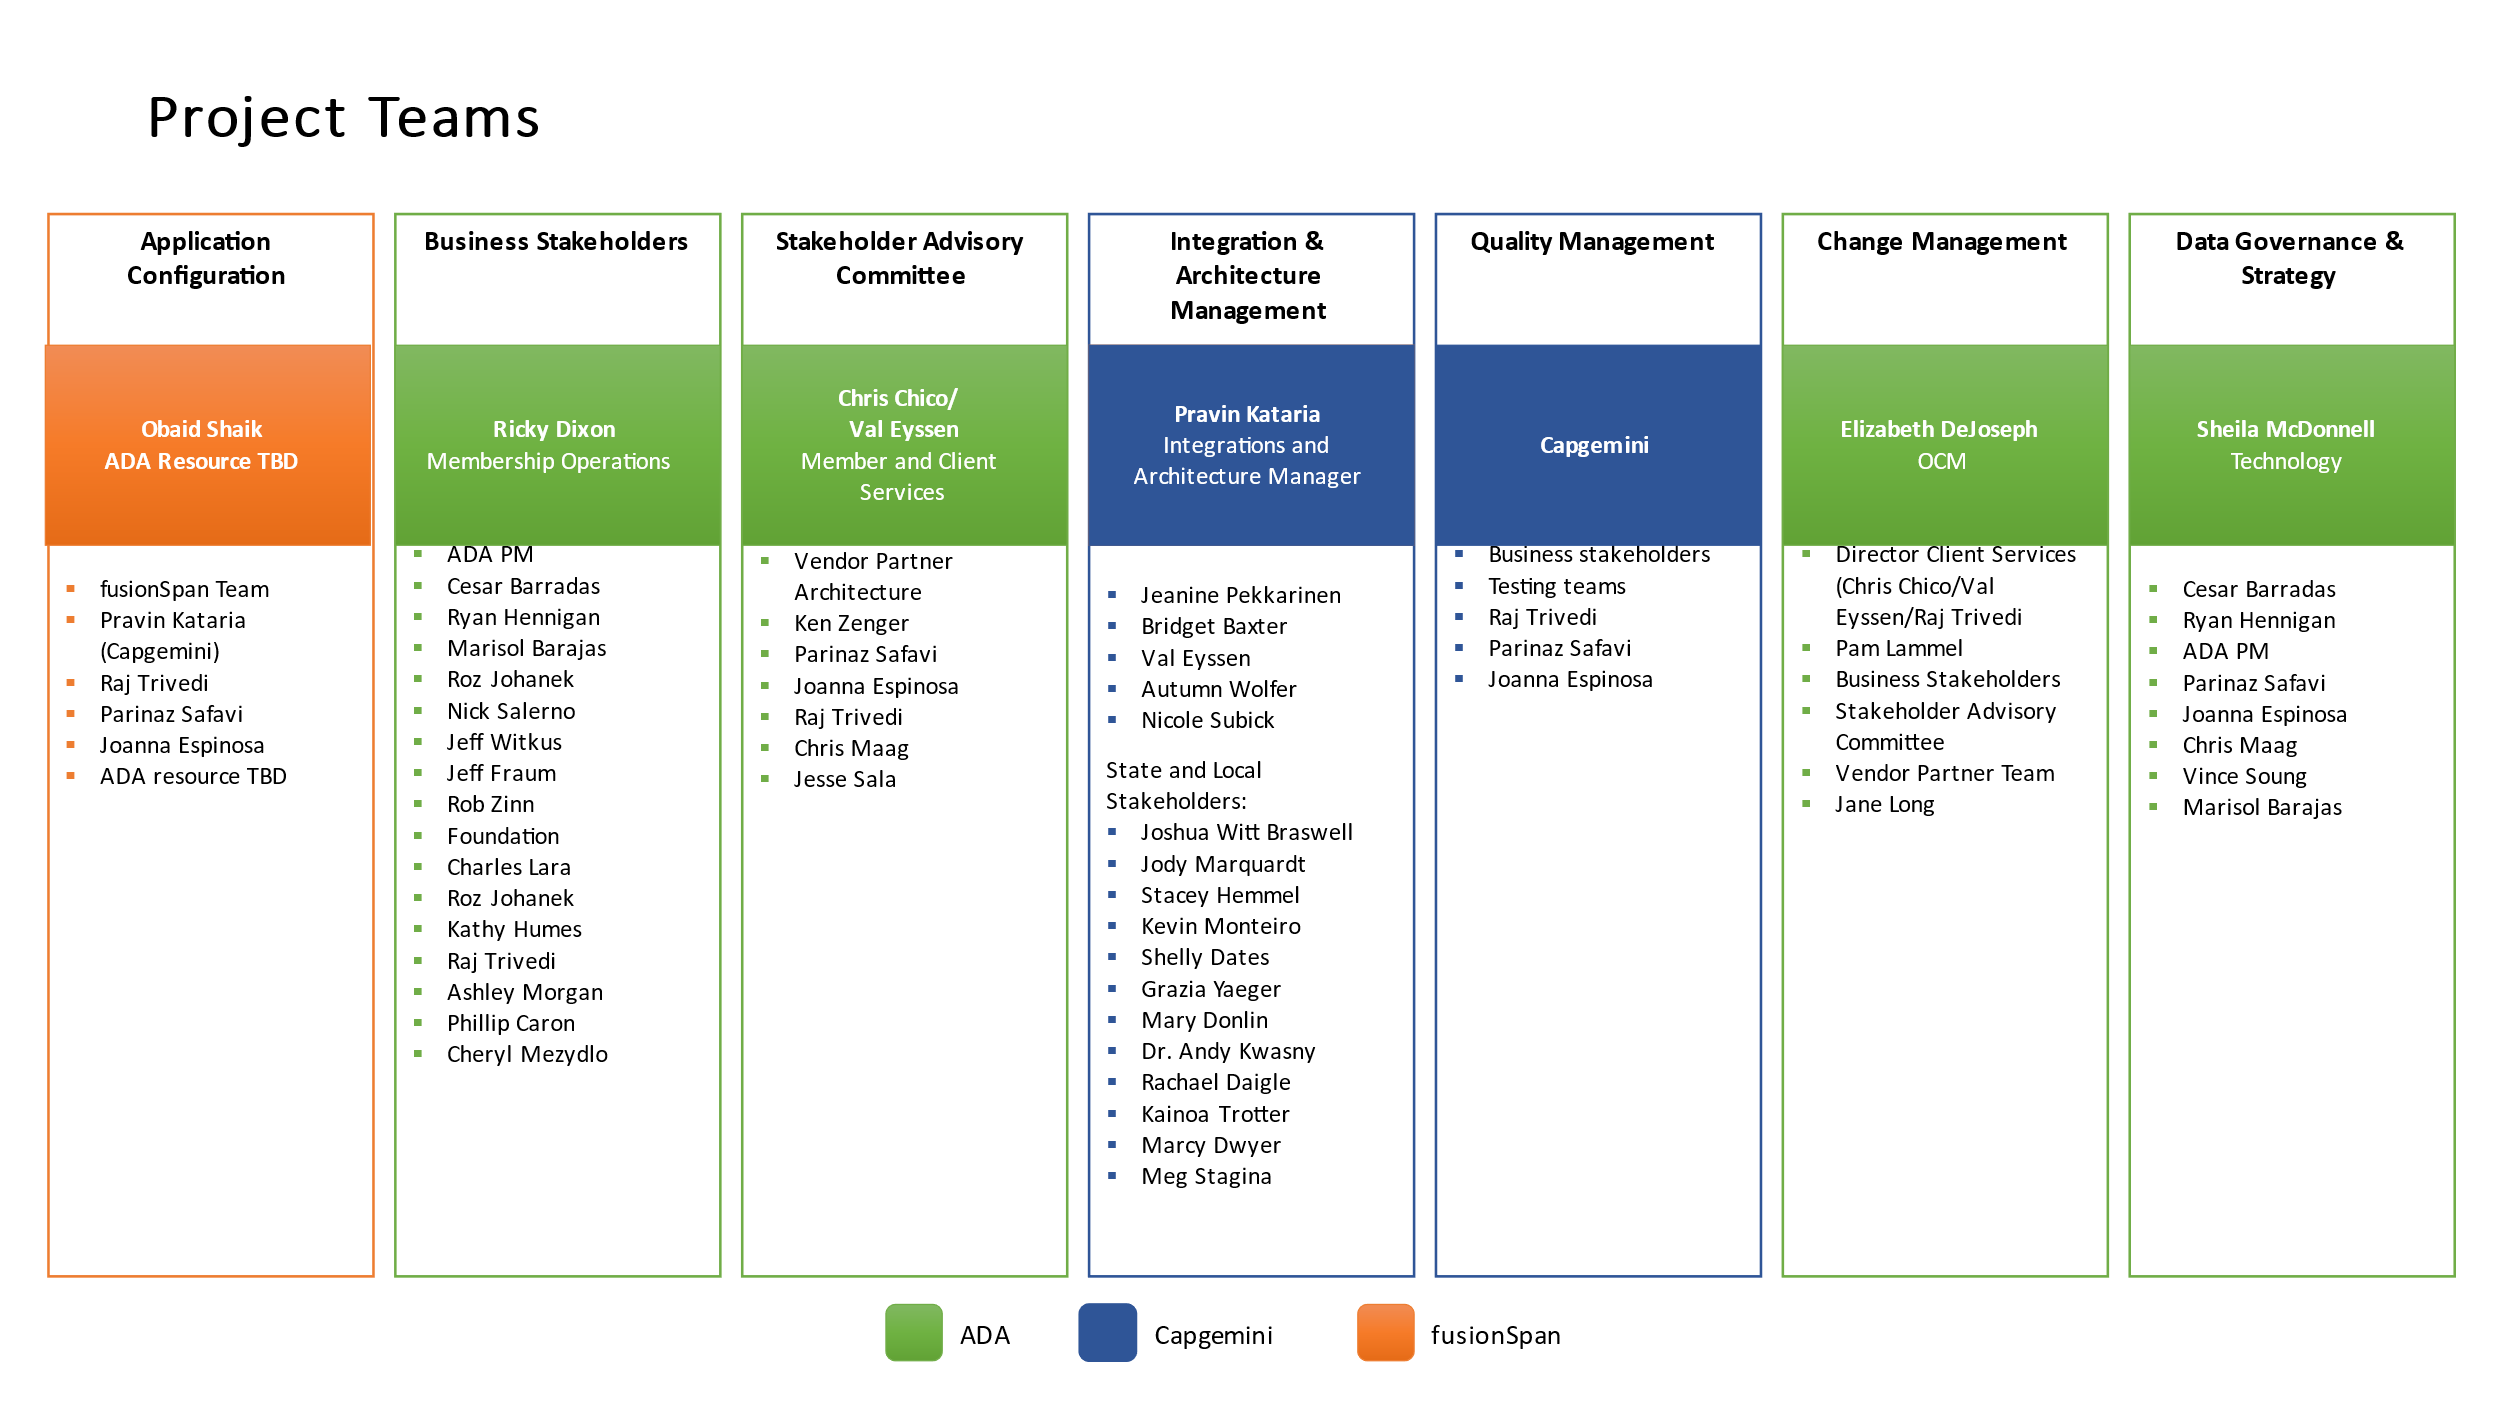 Project Teams
Application
Configuration
Obaid Shaik
ADA Resource TBD
fusionSpan Team
Pravin Kataria
(Capgemini)
Raj Trivedi
Parinaz Safavi
Joanna Espinosa
ADA resource TBD
Business Stakeholders
Ricky Dixon
Membership Operations
ADA PM
Cesar Barradas
Ryan Hennigan
Marisol Barajas
Roz Johanek
Nick Salerno
Jeff Witkus
Jeff Fraum
Rob Zinn
Foundation
Charles Lara
Roz Johanek
Kathy Humes
Raj Trivedi
Ashley Morgan
Phillip Caron
Cheryl Mezydlo
Stakeholder Advisory
Committee
Chris Chico/
Val Eyssen
Member and Client
Services
Vendor Partner
Architecture
Ken Zenger
Parinaz Safavi
Joanna Espinosa
Raj Trivedi
Chris Maag
Jesse Sala
Integration &
Architecture
Management
Pravin Kataria
Integrations and
Architecture Manager
Jeanine Pekkarinen
Bridget Baxter
Val Eyssen
Autumn Wolfer
Nicole Subick
State and Local
Stakeholders:
Joshua Witt Braswell
Jody Marquardt
Stacey Hemmel
Kevin Monteiro
Shelly Dates
Grazia Yaeger
Mary Donlin
Dr. Andy Kwasny
Rachael Daigle
Kainoa Trotter
Marcy Dwyer
Meg Stagina
Quality Management
Capgemini
Business stakeholders
Testing teams
Raj Trivedi
Parinaz Safavi
Joanna Espinosa
Change Management
Elizabeth DeJoseph
OCM
Director Client Services
(Chris Chico/Val
Eyssen/Raj Trivedi
Pam Lammel
Business Stakeholders
Stakeholder Advisory
Committee
Vendor Partner Team
Jane Long
Data Governance &
Strategy
Sheila McDonnell
Technology
Cesar Barradas
Ryan Hennigan
ADA PM
Parinaz Safavi
Joanna Espinosa
Chris Maag
Vince Soung
Marisol Barajas
ADA
Capgemini
fusionSpan